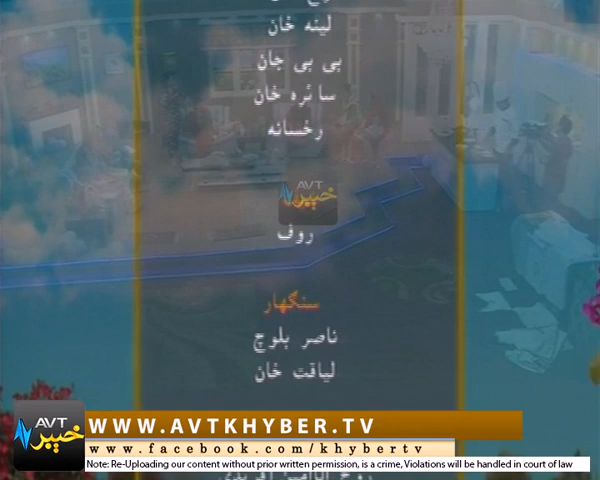 لینه خان
بی بی جان
سائره خان
رخسانه
AVT
خیبر
روف
سنگهار
ناصر بلوچ
لیاقت خان
AVT
خیبر
WWW.AVTKHYBER.TV
www.facebook.com/khybertv
Note: Re-Uploading our content without prior written permission, is a crime, Violations will be handled in court of law